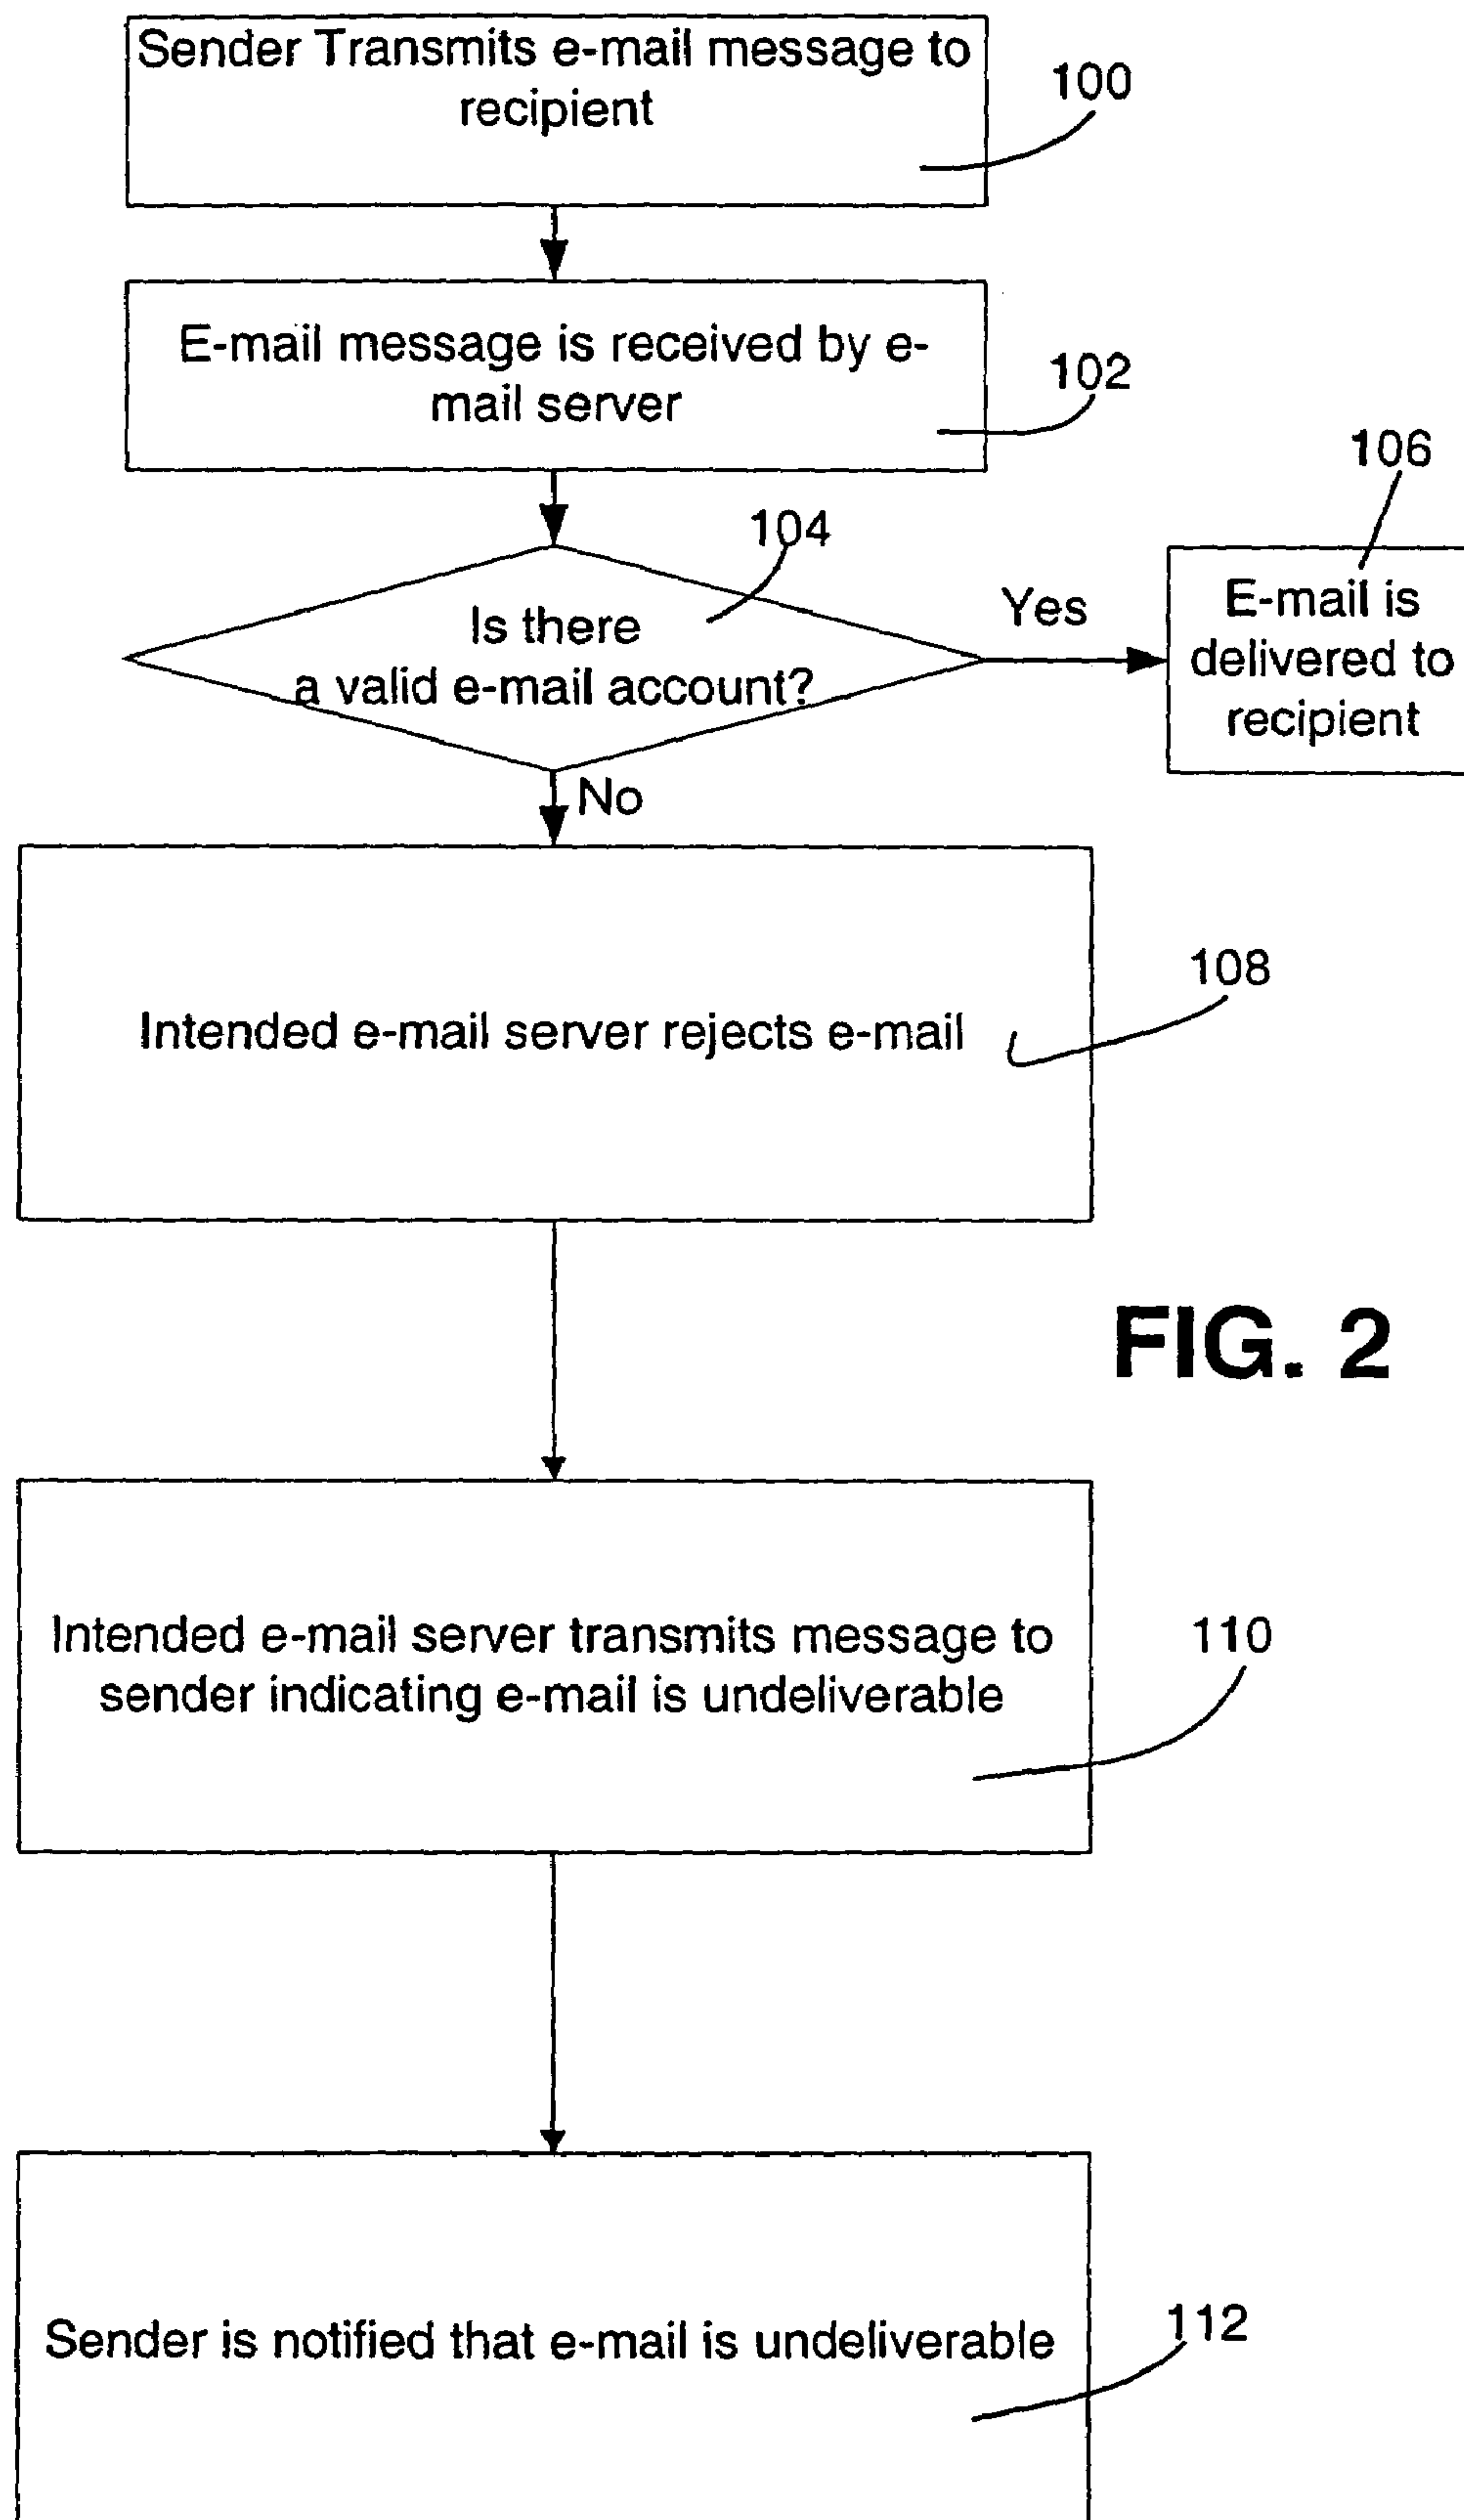 Sender Transmits e-mail message to
recipient
100
E-mail message is received by e-
mail server
102
106
104
Is there
a valid e-mail account?
Yes
E-mail is
delivered to
recipient
No
Intended e-mail server rejects e-mail
108
FIG. 2
Intended e-mail server transmits message to
sender indicating e-mail is undeliverable
110
Sender is notified that e-mail is undeliverable
112